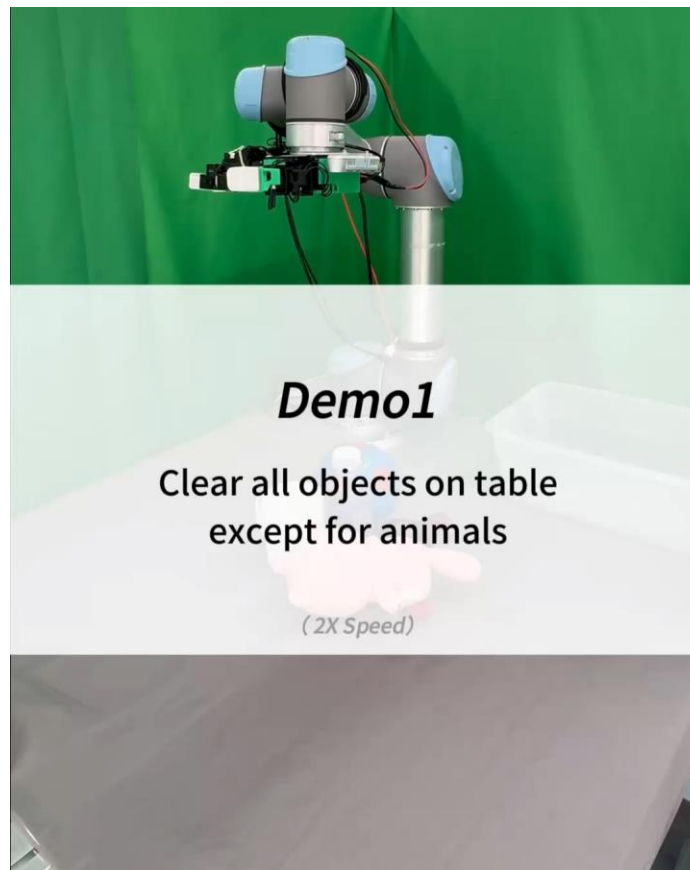 Demo1
Clear all objects on table
except for animals
( 2X Speed)